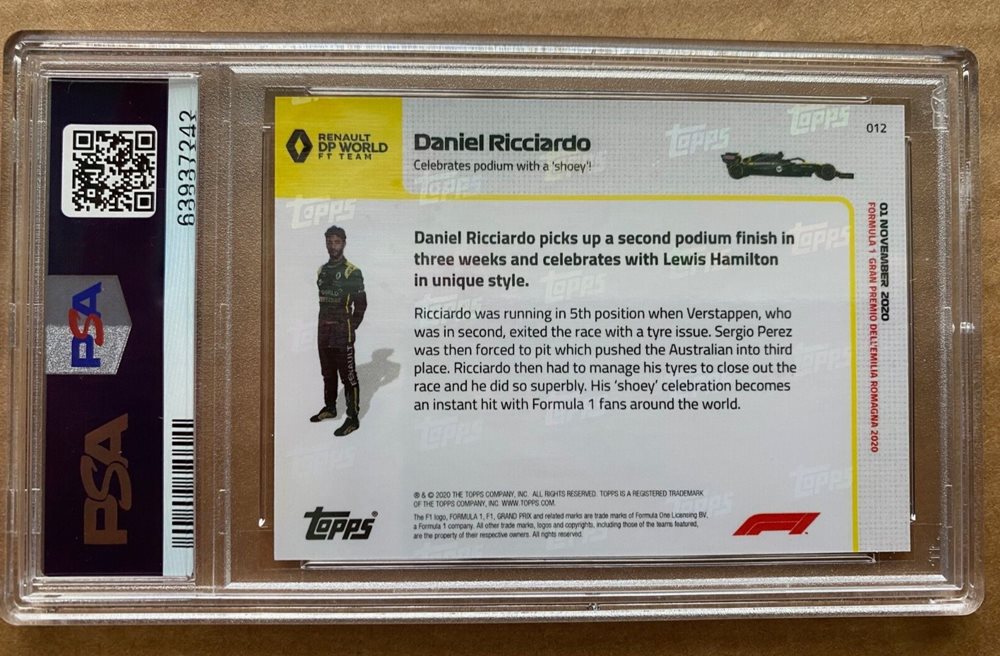 63937242
PSA
PSA
RENAULT
DP WORLD
F1 TEAM
Daniel Ricciardo
Celebrates podium with a 'shoey'!
012
Topps
Topps
Topps
Topps
Daniel Ricciardo picks up a second podium finish in
three weeks and celebrates with Lewis Hamilton
in unique style.
Ricciardo was running in 5th position when Verstappen, who
was in second, exited the race with a tyre issue. Sergio Perez
was then forced to pit which pushed the Australian into third
place. Ricciardo then had to manage his tyres to close out the
race and he did so superbly. His 'shoey' celebration becomes
an instant hit with Formula 1 fans around the world.
01 NOVEMBER 2020
FORMULA 1 GRAN PREMIO DELL'EMILIA ROMAGNA 2020
Topps®
® & © 2020 THE TOPPS COMPANY, INC. ALL RIGHTS RESERVED. TOPPS IS A REGISTERED TRADEMARK
OF THE TOPPS COMPANY, INC. WWW.TOPPS.COM.
The F1 logo, FORMULA 1, F1, GRAND PRIX and related marks are trade marks of Formula One Licensing BV,
a Formula 1 company. All other trade marks, logos and copyrights, including those of the teams featured,
are the property of their respective owners. All rights reserved.
F1